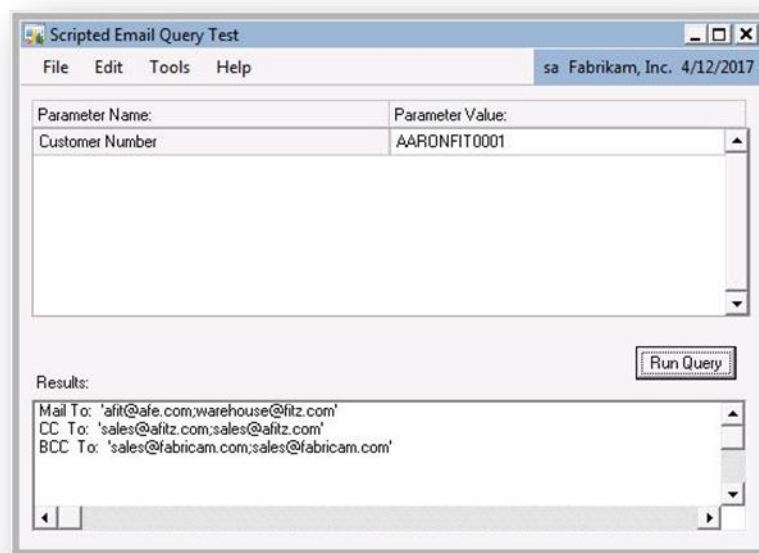 Scripted Email Query Test
File Edit Tools Help sa Fabrikam, Inc. 4/12/2017
Parameter Name: Parameter Value:
Customer Number AARONFIT0001
Run Query
Results:
Mail To: 'afit@afe.com;warehouse@fitz.com'
CC To: 'sales@afitz.com;sales@afitz.com'
BCC To: 'sales@fabricam.com;sales@fabricam.com'